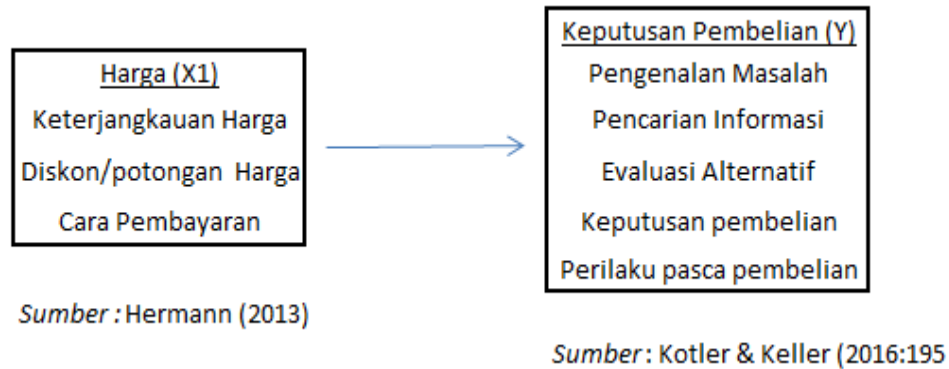 Harga (X1)
Keterjangkauan Harga
Diskon/potongan Harga
Cara Pembayaran
Sumber : Hermann (2013)
Keputusan Pembelian (Y)
Pengenalan Masalah
Pencarian Informasi
Evaluasi Alternatif
Keputusan pembelian
Perilaku pasca pembelian
Sumber : Kotler & Keller (2016:195